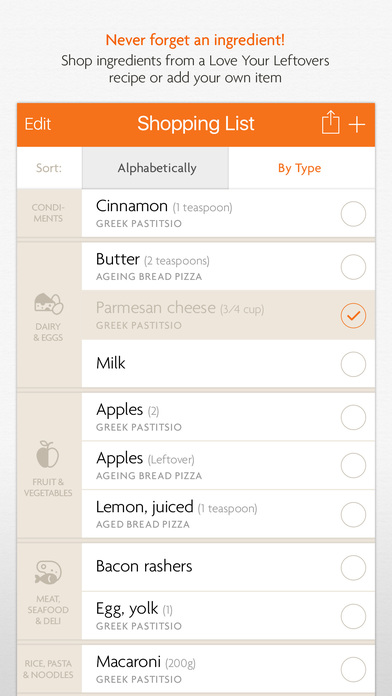 Never forget an ingredient!
Shop ingredients from a Love Your Leftovers
recipe or add your own item
Edit
Shopping List
Sort:
Alphabetically
By Type
CONDI-
MENTS
Cinnamon (1 teaspoon)
GREEK PASTITSIO
DAIRY
& EGGS
Butter (2 teaspoons)
AGEING BREAD PIZZA
Parmesan cheese (3/4 cup)
GREEK PASTITSIO
Milk
FRUIT &
VEGETABLES
Apples (2)
GREEK PASTITSIO
Apples (Leftover)
AGEING BREAD PIZZA
Lemon, juiced (1 teaspoon)
AGED BREAD PIZZA
MEAT,
SEAFOOD
& DELI
Bacon rashers
Egg, yolk (1)
GREEK PASTITSIO
RICE, PASTA
& NOODLES
Macaroni (200g)
GREEK PASTITSIO